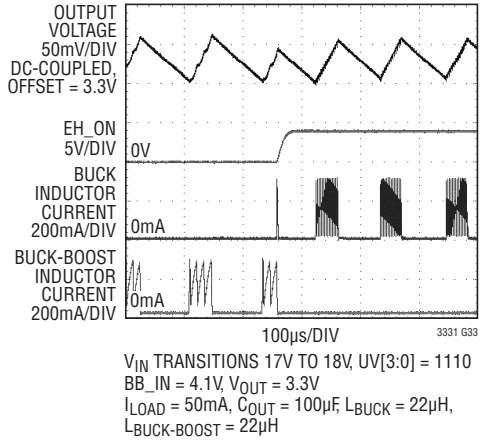 OUTPUT
VOLTAGE
50mV/DIV
DC-COUPLED,
OFFSET = 3.3V
EH_ON
5V/DIV
0V
BUCK
INDUCTOR
CURRENT
200mA/DIV
0mA
BUCK-BOOST
INDUCTOR
CURRENT
200mA/DIV
0mA
100µs/DIV
3331 G33
VIN TRANSITIONS 17V TO 18V, UV[3:0] = 1110
BB_IN = 4.1V, VOUT = 3.3V
ILOAD = 50mA, COUT = 100µF, LBUCK = 22µH,
LBUCK-BOOST = 22µH